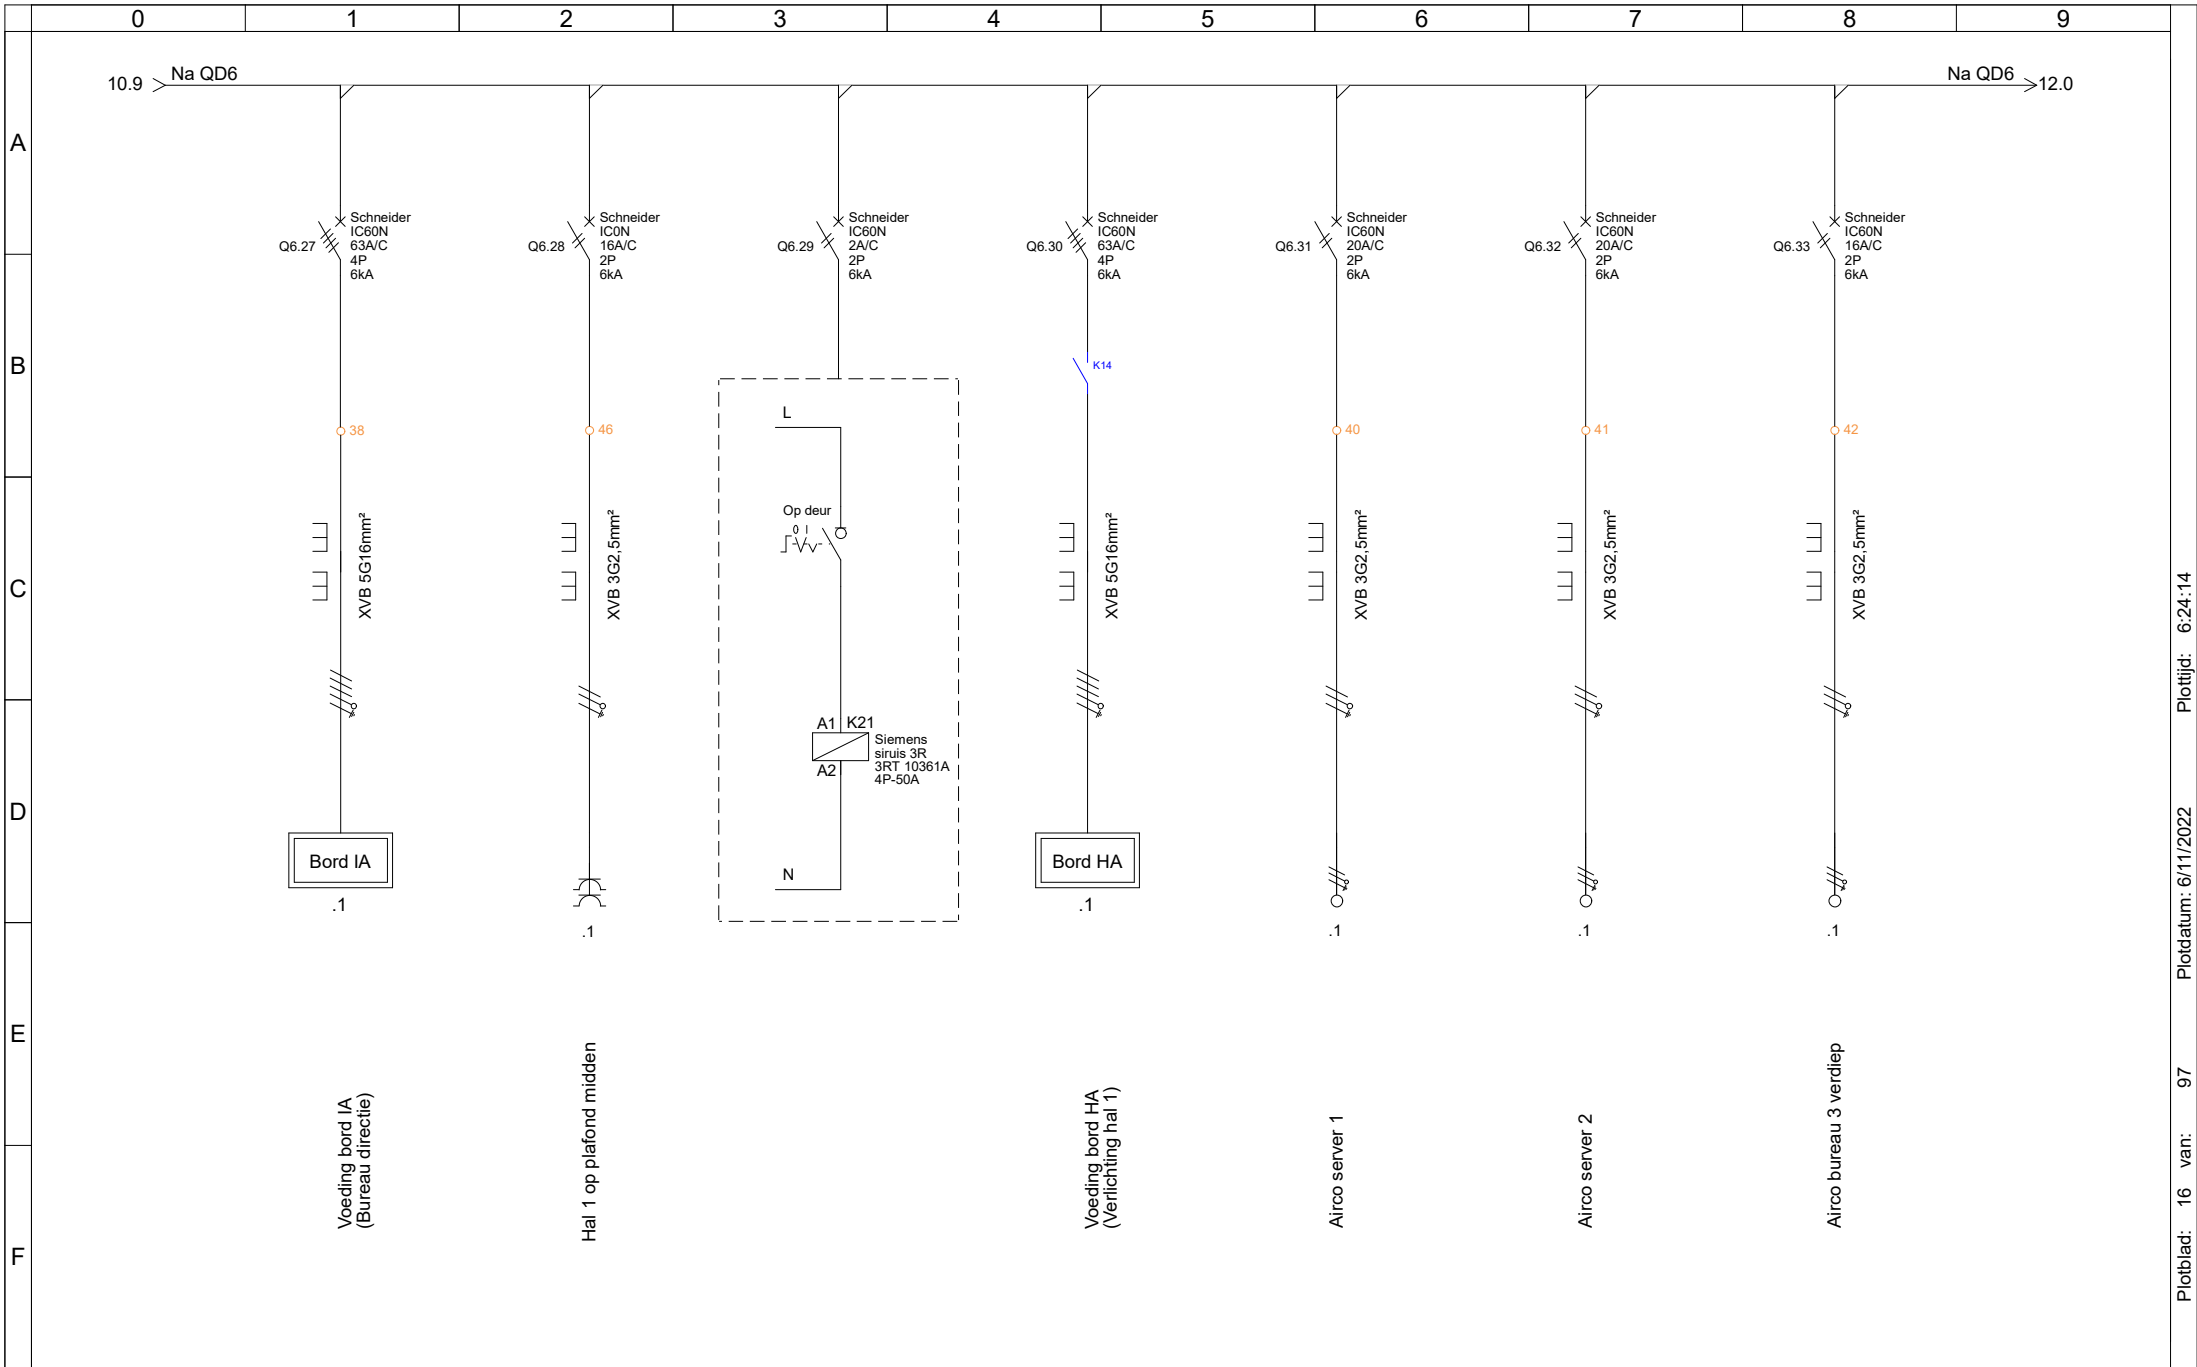 0 1 2 3 4 5 6 7 8 9
10.9 Na QD6
Na QD6 12.0
A
B
C
D
E
F
Q6.27
Schneider
IC60N
63A/C
4P
6kA
38
XVB 5G16mm²
Bord IA
.1
Voeding bord IA
(Bureau directie)
Q6.28
Schneider
IC0N
16A/C
2P
6kA
46
XVB 3G2,5mm²
.1
Hal 1 op plafond midden
Q6.29
Schneider
IC60N
2A/C
2P
6kA
L
Op deur
0 I
A1 K21
A2
Siemens
siruis 3R
3RT 10361A
4P-50A
N
Q6.30
Schneider
IC60N
63A/C
4P
6kA
K14
XVB 5G16mm²
Bord HA
.1
Voeding bord HA
(Verlichting hal 1)
Q6.31
Schneider
IC60N
20A/C
2P
6kA
40
XVB 3G2,5mm²
.1
Airco server 1
Q6.32
Schneider
IC60N
20A/C
2P
6kA
41
XVB 3G2,5mm²
.1
Airco server 2
Q6.33
Schneider
IC60N
16A/C
2P
6kA
42
XVB 3G2,5mm²
.1
Airco bureau 3 verdiep
Plotblad: 16 van: 97 Plotdatum: 6/11/2022 Plottijd: 6:24:14